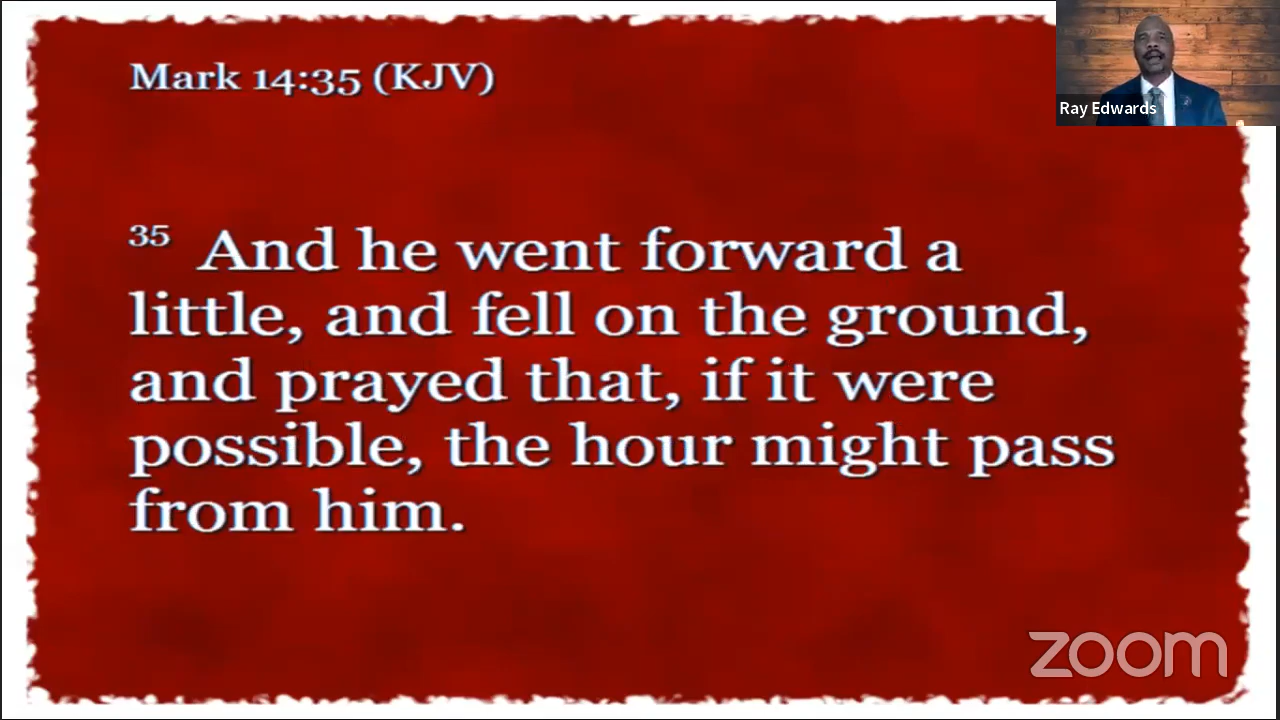 Mark 14:35 (KJV)
Ray Edwards
35 And he went forward a
little, and fell on the ground,
and prayed that, if it were
possible, the hour might pass
from him.
zoom